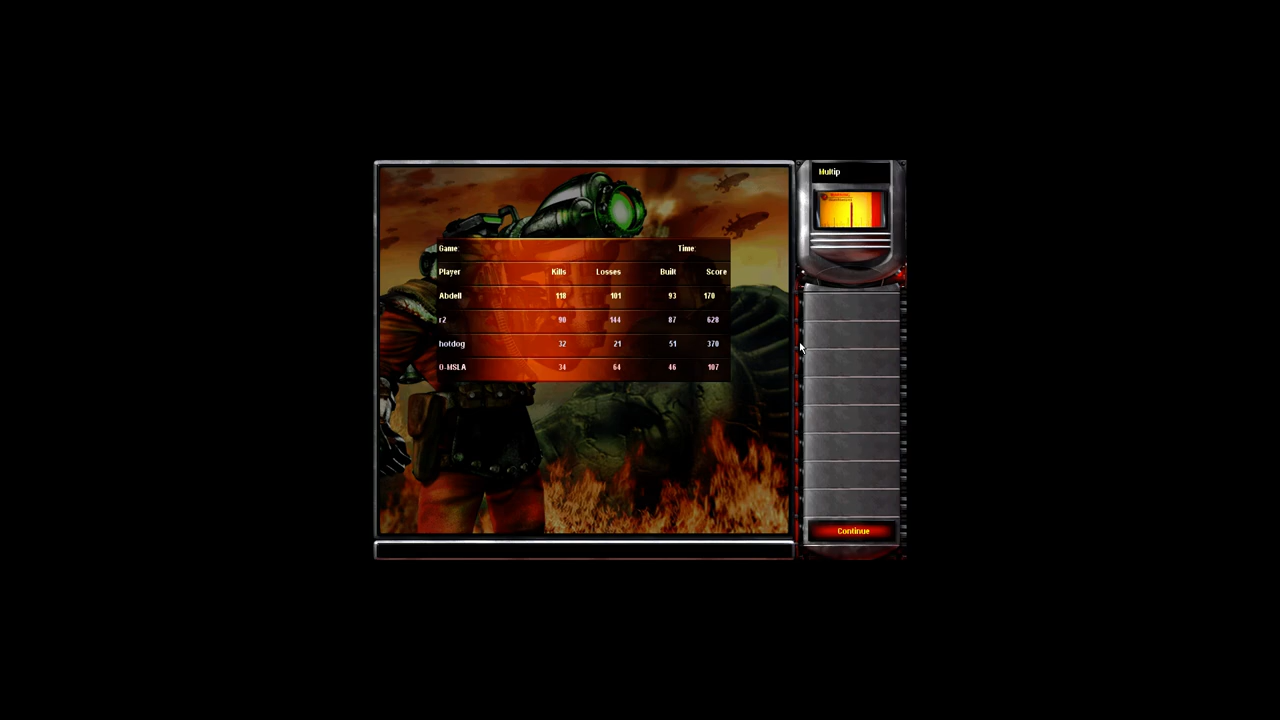 Multip
Game: Time:
Player Kills Losses Built Score
Abdell 118 101 93 170
r2 90 144 87 628
hotdog 32 21 51 370
O-MSLA 34 64 46 107
Continue